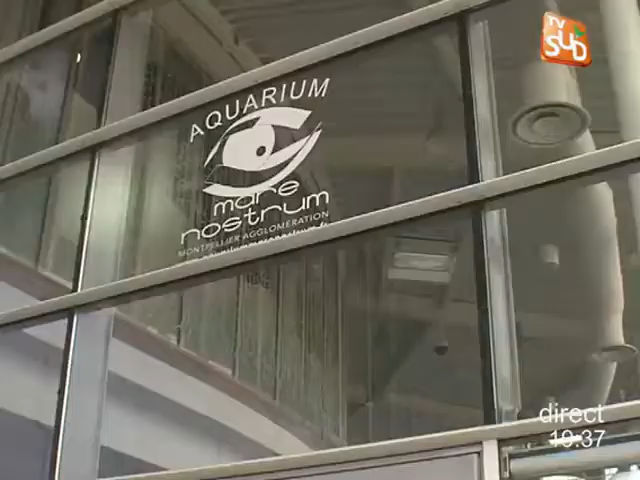 TV
SUD
AQUARIUM
mare
nostrum
MONTPELLIER AGGLOMERATION
direct
19:37